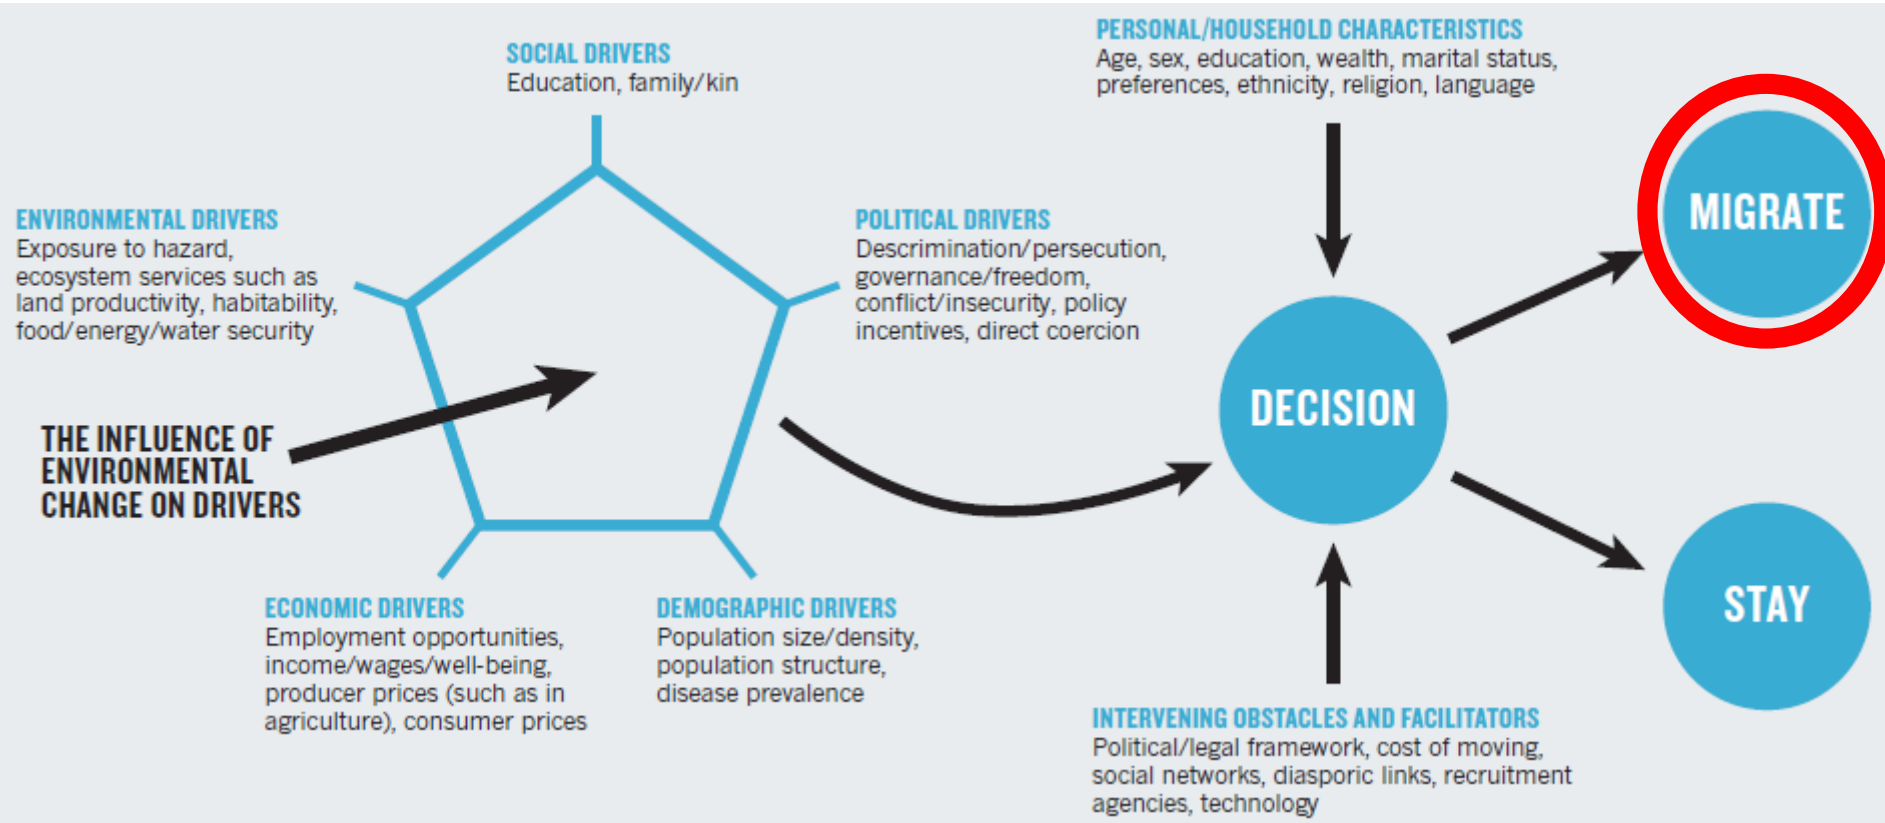 SOCIAL DRIVERS
Education, family/kin
ENVIRONMENTAL DRIVERS
Exposure to hazard,
ecosystem services such as
land productivity, habitability,
food/energy/water security
POLITICAL DRIVERS
Descrimination/persecution,
governance/freedom,
conflict/insecurity, policy
incentives, direct coercion
THE INFLUENCE OF
ENVIRONMENTAL
CHANGE ON DRIVERS
ECONOMIC DRIVERS
Employment opportunities,
income/wages/well-being,
producer prices (such as in
agriculture), consumer prices
DEMOGRAPHIC DRIVERS
Population size/density,
population structure,
disease prevalence
PERSONAL/HOUSEHOLD CHARACTERISTICS
Age, sex, education, wealth, marital status,
preferences, ethnicity, religion, language
DECISION
INTERVENING OBSTACLES AND FACILITATORS
Political/legal framework, cost of moving,
social networks, diasporic links, recruitment
agencies, technology
MIGRATE
STAY